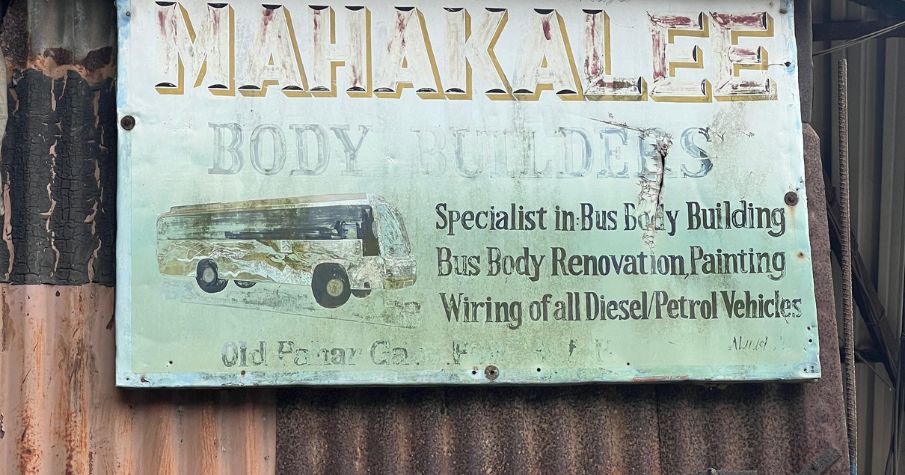 MAHAKALEE
BODY BUILDERS
Specialist in Bus Body Building
Bus Body Renovation, Painting
Wiring of all Diesel/Petrol Vehicles
Old